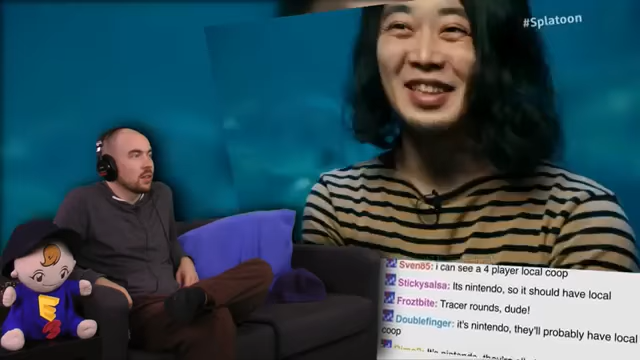 #Splatoon
Sven85: i can see a 4 player local coop
Stickysalsa: Its nintendo, so it should have local
Froztbite: Tracer rounds, dude!
Doublefinger: it's nintendo, they'll probably have local
coop
E3